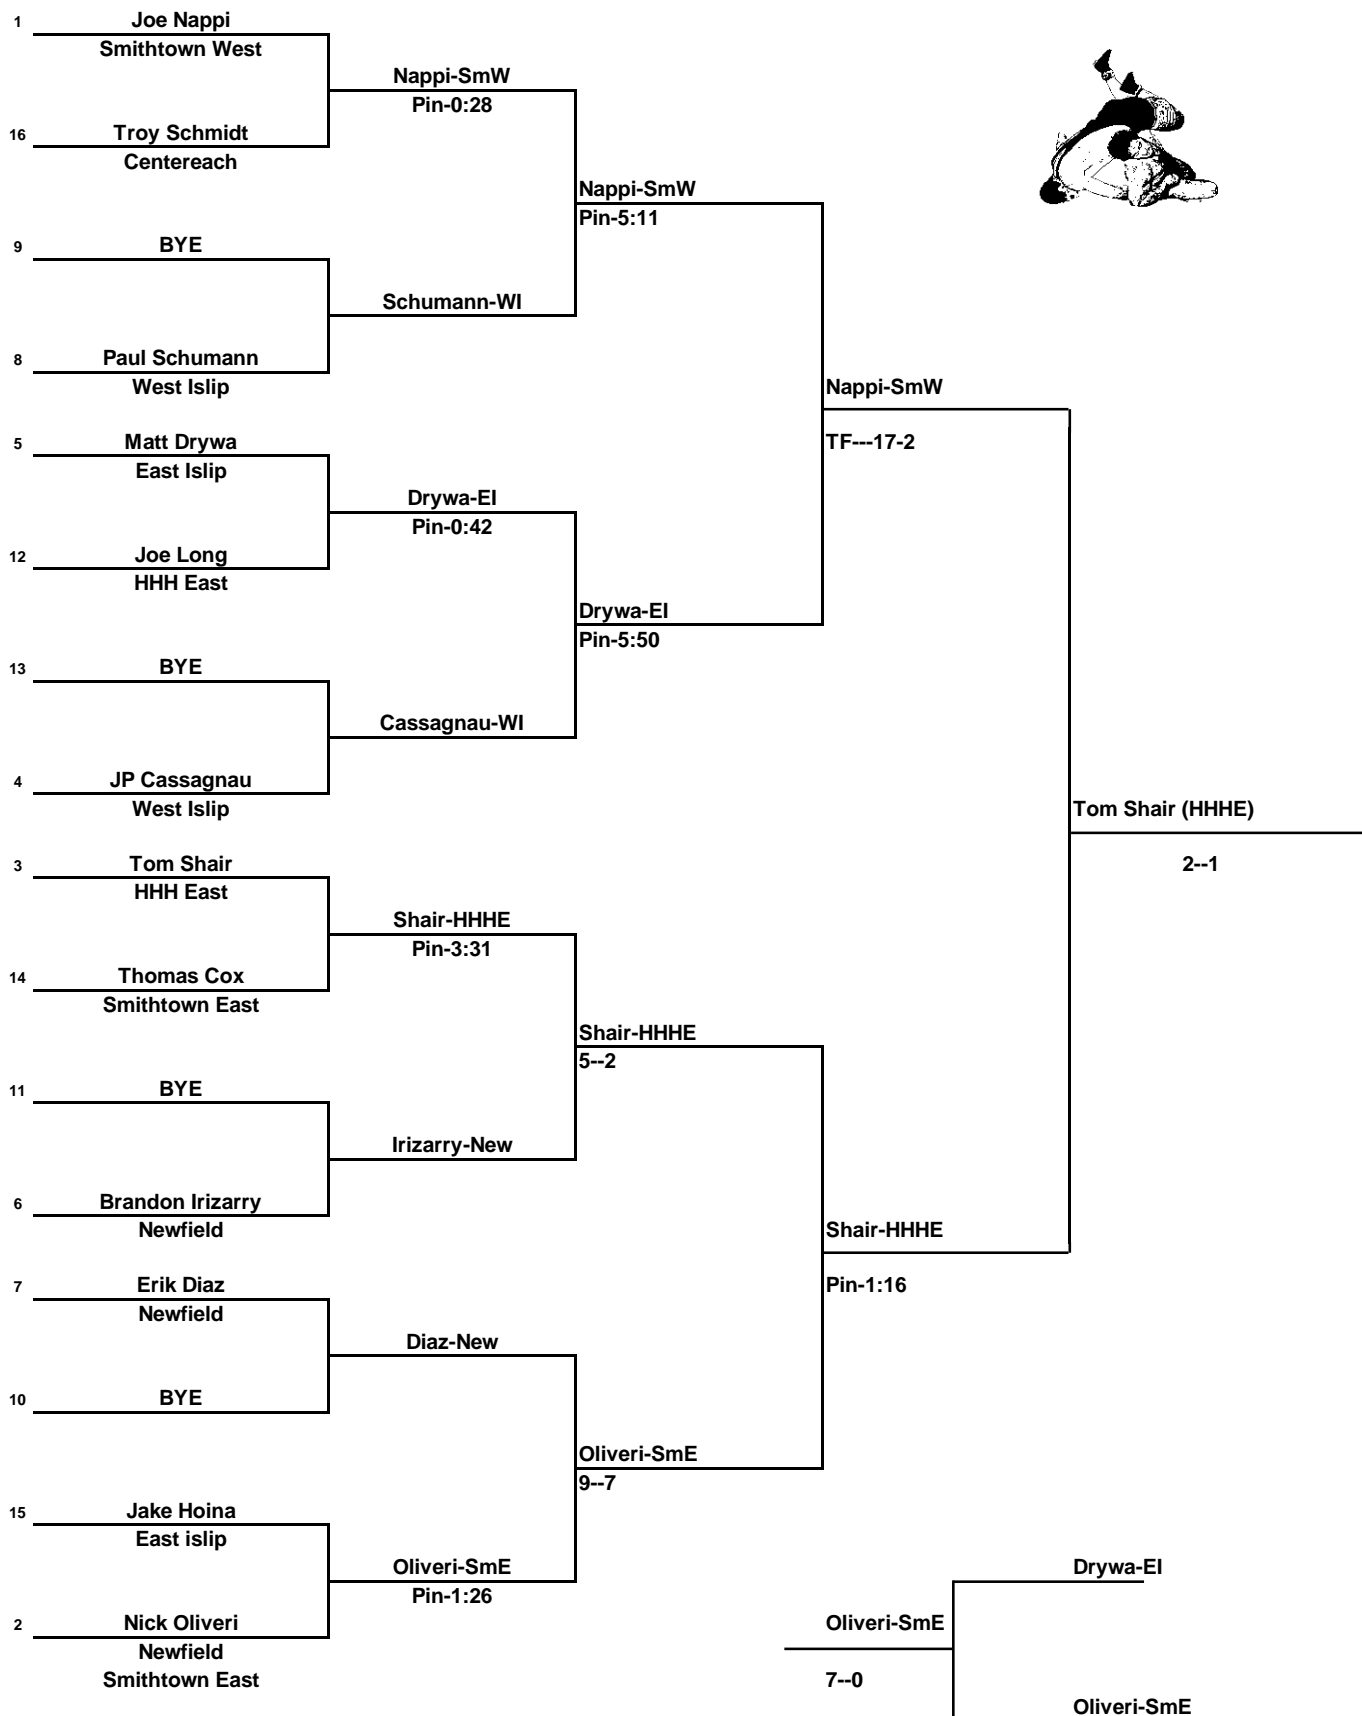 1 Joe Nappi
Smithtown West
Nappi-SmW
Pin-0:28
16 Troy Schmidt
Centereach
Nappi-SmW
Pin-5:11
9 BYE
Schumann-WI
8 Paul Schumann
West Islip
Nappi-SmW
5 Matt Drywa
TF---17-2
East Islip
Drywa-EI
Pin-0:42
12 Joe Long
HHH East
Drywa-EI
Pin-5:50
13 BYE
Cassagnau-WI
4 JP Cassagnau
West Islip
Tom Shair (HHHE)
3 Tom Shair
2--1
HHH East
Shair-HHHE
Pin-3:31
14 Thomas Cox
Smithtown East
Shair-HHHE
5--2
11 BYE
Irizarry-New
6 Brandon Irizarry
Newfield
Shair-HHHE
7 Erik Diaz
Pin-1:16
Newfield
Diaz-New
10 BYE
Oliveri-SmE
9--7
15 Jake Hoina
East islip
Oliveri-SmE
Pin-1:26
Drywa-EI
2 Nick Oliveri
Oliveri-SmE
Newfield
Smithtown East
7--0
Oliveri-SmE